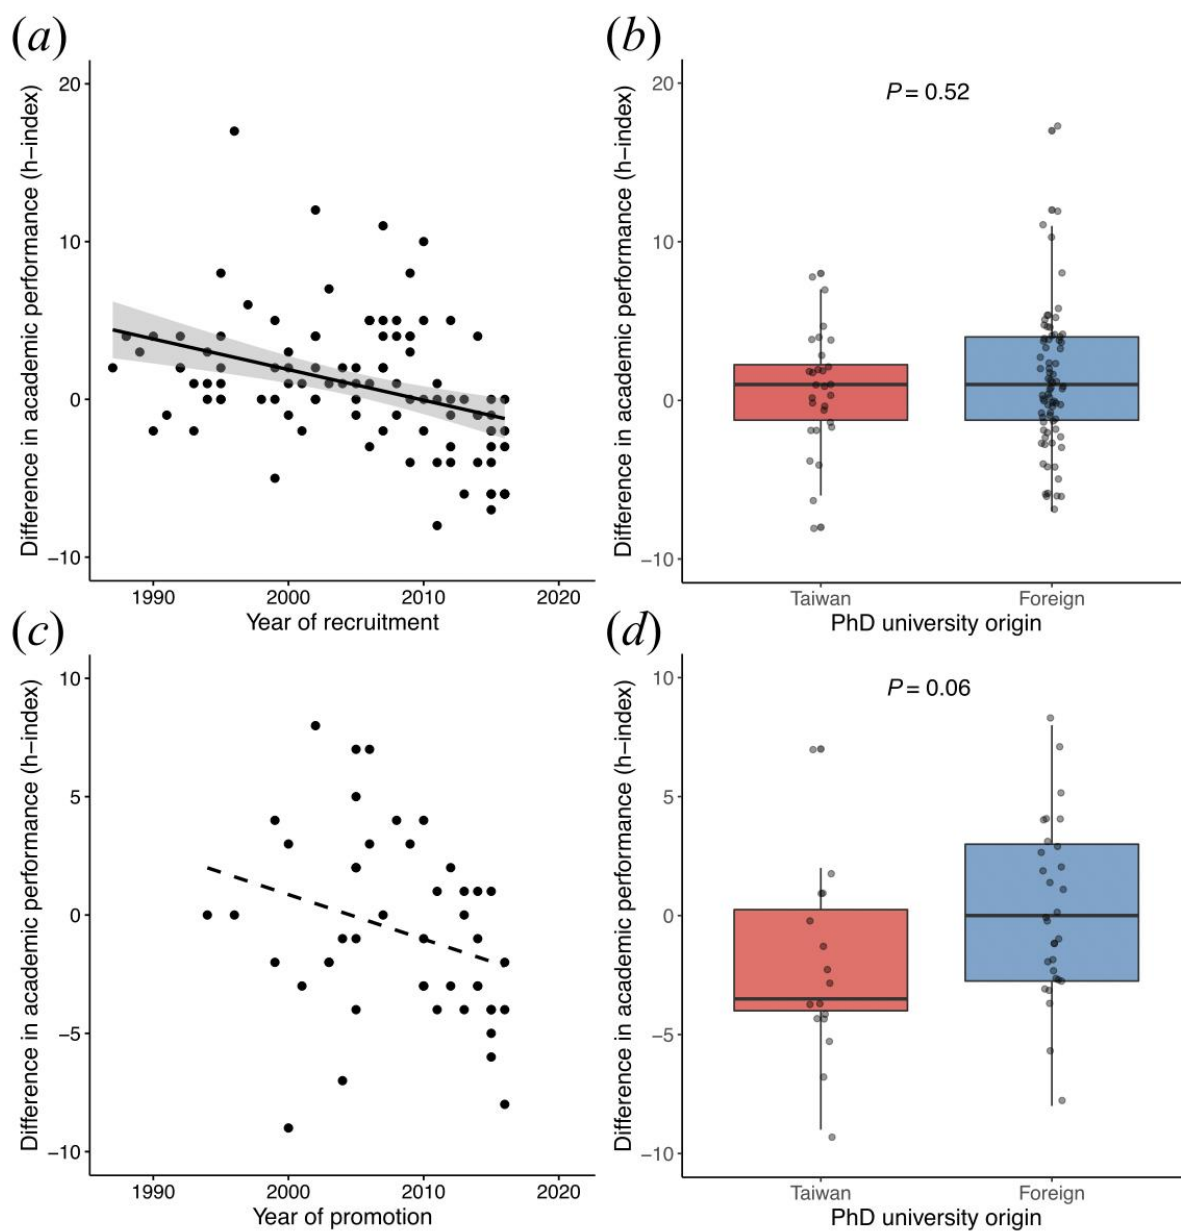 (a)
Difference in academic performance (h−index)
20
10
0
−10
1990 2000 2010 2020
Year of recruitment
(b)
Difference in academic performance (h−index)
20
10
0
−10
P = 0.52
Taiwan Foreign
PhD university origin
(c)
Difference in academic performance (h−index)
10
5
0
−5
−10
1990 2000 2010 2020
Year of promotion
(d)
Difference in academic performance (h−index)
10
5
0
−5
−10
P = 0.06
Taiwan Foreign
PhD university origin